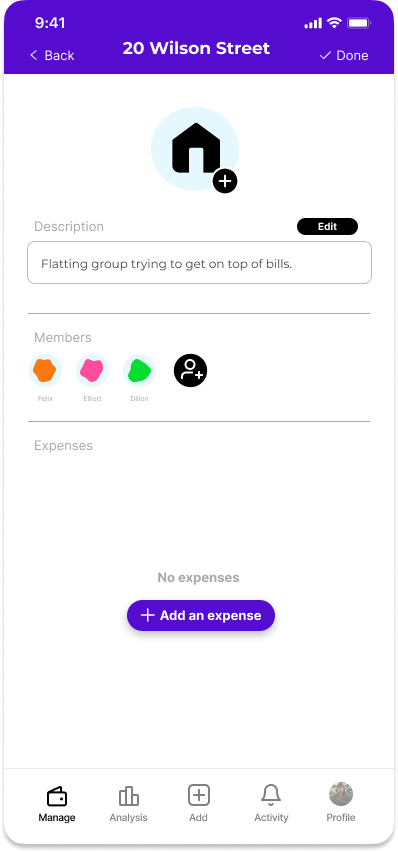 9:41
Back
20 Wilson Street
Done
Description
Edit
Flatting group trying to get on top of bills.
Members
Felix
Elliott
Dillon
Expenses
No expenses
Add an expense
Manage
Analysis
Add
Activity
Profile